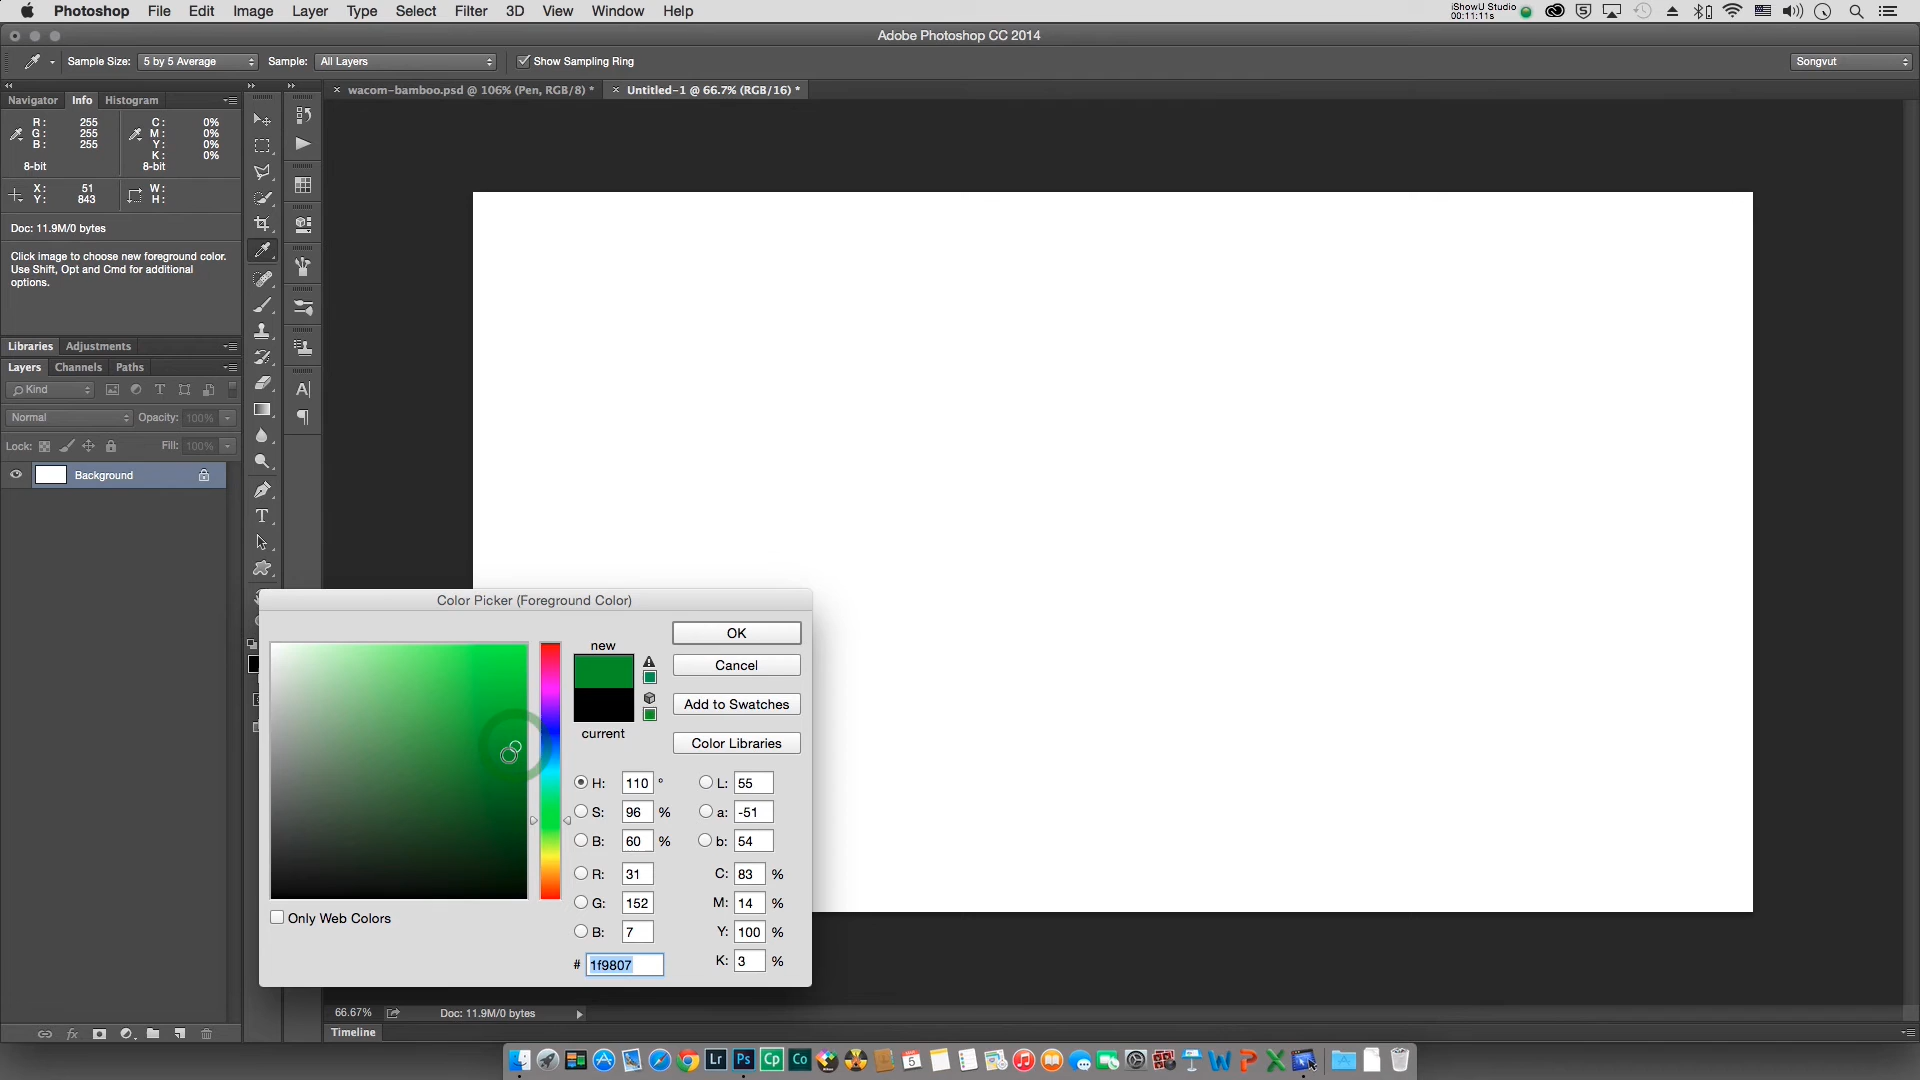 Photoshop File Edit Image Layer Type Select Filter 3D View Window Help
iShowU Studio
00:11:11s
Adobe Photoshop CC 2014
Sample Size: 5 by 5 Average Sample: All Layers Show Sampling Ring Songvut
wacom-bamboo.psd @ 106% (Pen, RGB/8) * Untitled-1 @ 66.7% (RGB/16) *
Navigator Info Histogram
R: 255 C: 0%
G: 255 M: 0%
B: 255 Y: 0%
K: 0%
8-bit 8-bit
X: 51 W:
Y: 843 H:
Doc: 11.9M/0 bytes
Click image to choose new foreground color.
Use Shift, Opt and Cmd for additional
options.
Libraries Adjustments
Layers Channels Paths
Kind
Normal Opacity: 100%
Lock: Fill: 100%
Background
Color Picker (Foreground Color)
new
current
OK
Cancel
Add to Swatches
Color Libraries
H: 110 ° L: 55
S: 96 % a: -51
B: 60 % b: 54
R: 31 C: 83 %
G: 152 M: 14 %
B: 7 Y: 100 %
# 1f9807 K: 3 %
Only Web Colors
66.67% Doc: 11.9M/0 bytes
Timeline
Lr Ps Cp Co 5 W P X